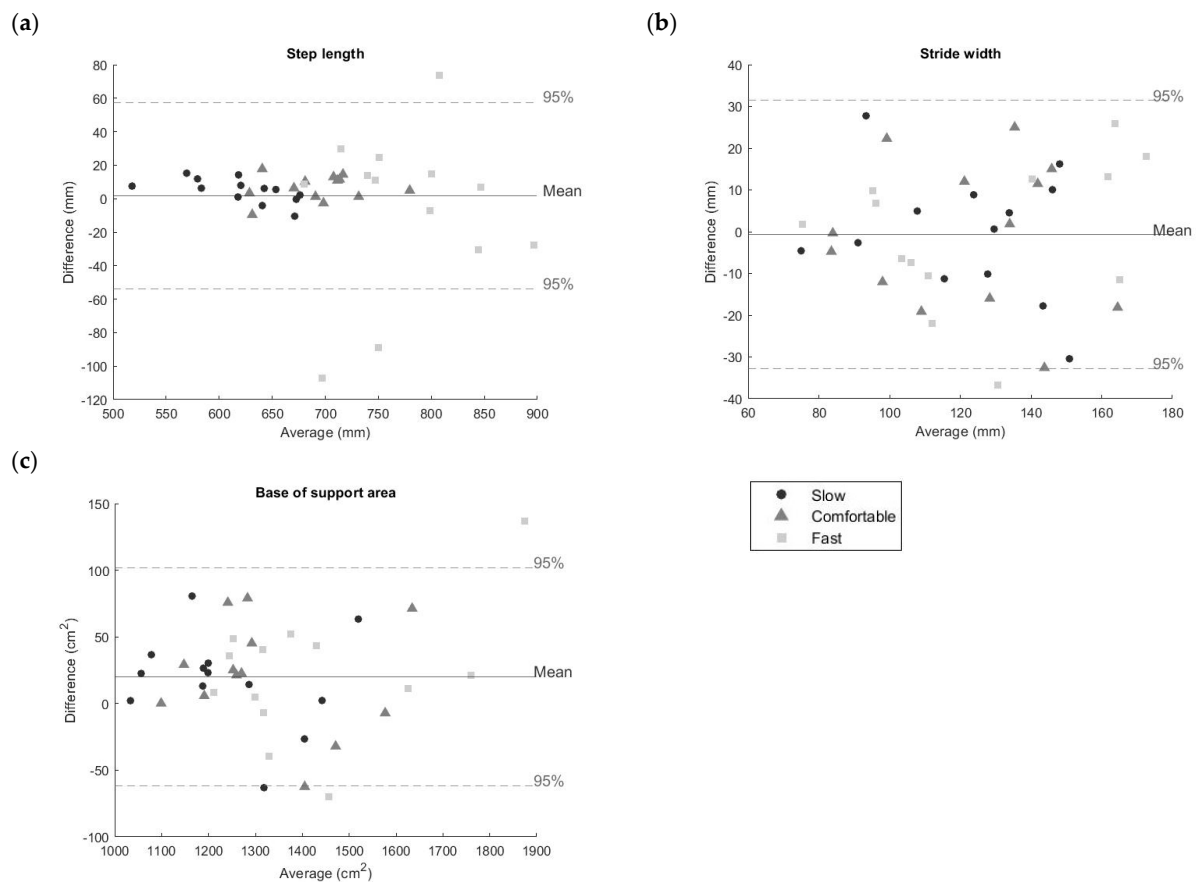 (a)
Step length
80
60
40
20
0
-20
-40
-60
-80
-100
-120
Difference (mm)
95%
Mean
95%
500 550 600 650 700 750 800 850 900
Average (mm)
(b)
Stride width
40
30
20
10
0
-10
-20
-30
-40
Difference (mm)
95%
Mean
95%
60 80 100 120 140 160 180
Average (mm)
(c)
Base of support area
150
100
50
0
-50
-100
Difference (cm²)
95%
Mean
95%
1000 1100 1200 1300 1400 1500 1600 1700 1800 1900
Average (cm²)
Slow
Comfortable
Fast